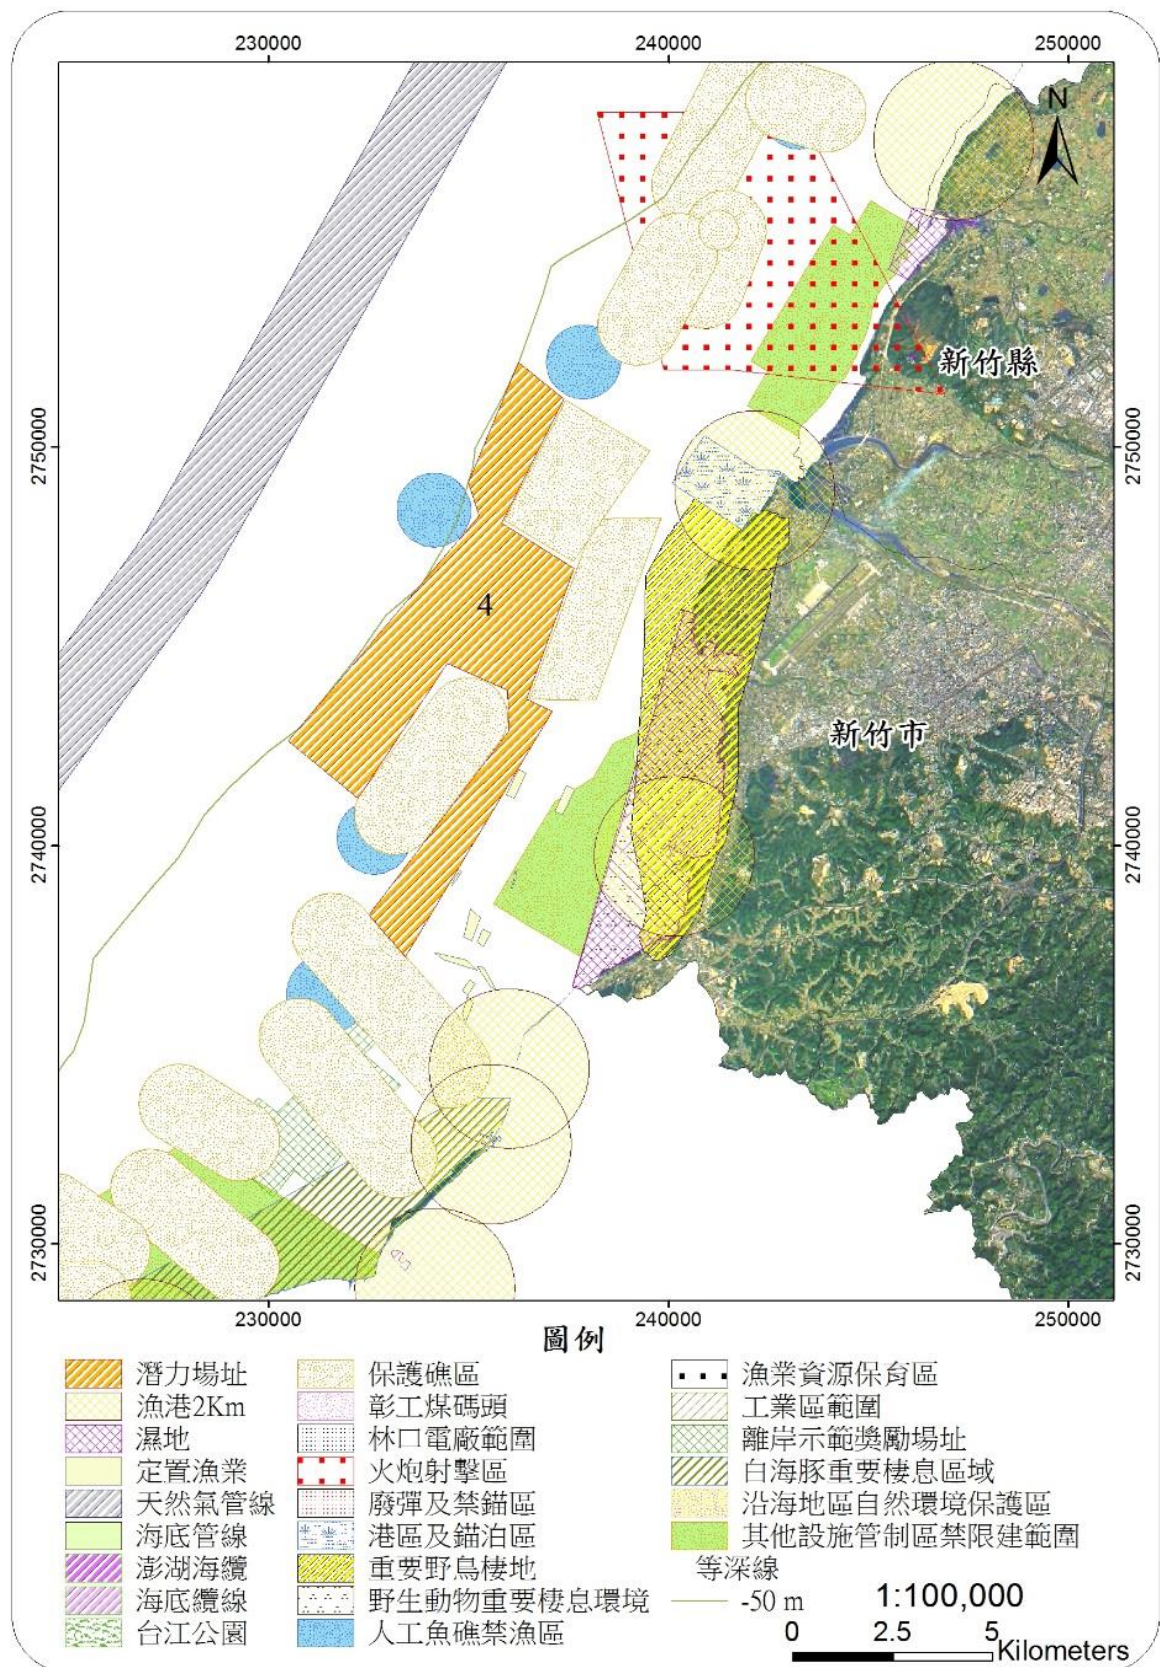 230000 240000 250000
N
新竹縣
2750000 2750000
4
新竹市
2740000 2740000
2730000 2730000
230000 240000 250000
圖例
潛力場址 保護礁區 漁業資源保育區
漁港2Km 彰工煤碼頭 工業區範圍
濕地 林口電廠範圍 離岸示範獎勵場址
定置漁業 火炮射擊區 白海豚重要棲息區域
天然氣管線 廢彈及禁錨區 沿海地區自然環境保護區
海底管線 港區及錨泊區 其他設施管制區禁限建範圍
澎湖海纜 重要野鳥棲地 等深線
海底纜線 野生動物重要棲息環境 -50 m 1:100,000
台江公園 人工魚礁禁漁區 0 2.5 5
Kilometers